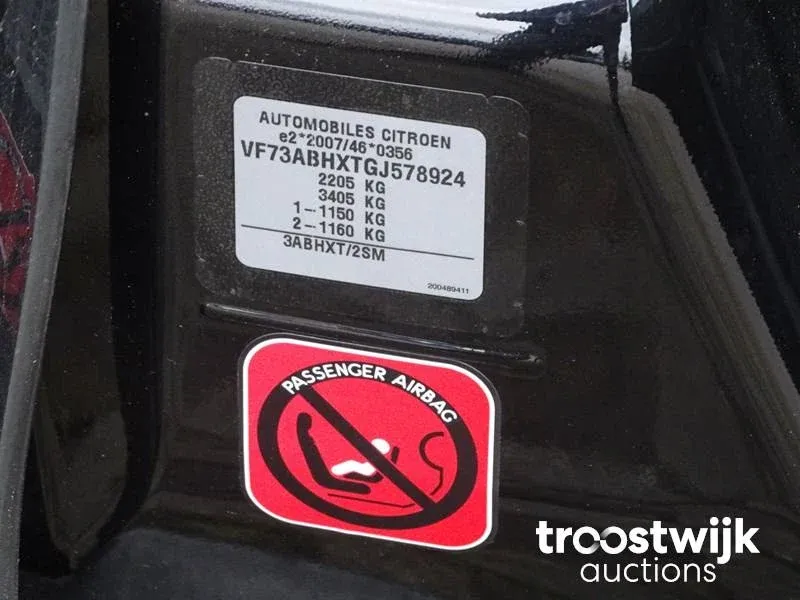 AUTOMOBILES CITROEN
e2*2007/46*0356
VF73ABHXTGJ578924
2205 KG
3405 KG
1--1150 KG
2--1160 KG
3ABHXT/2SM
200489411
PASSENGER AIRBAG
troostwijk
auctions